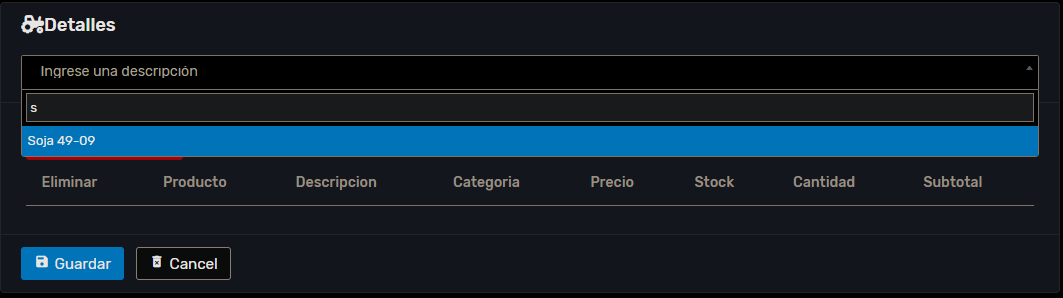 Detalles
Ingrese una descripción
s
Soja 49-09
Eliminar Producto Descripcion Categoria Precio Stock Cantidad Subtotal
Guardar Cancel